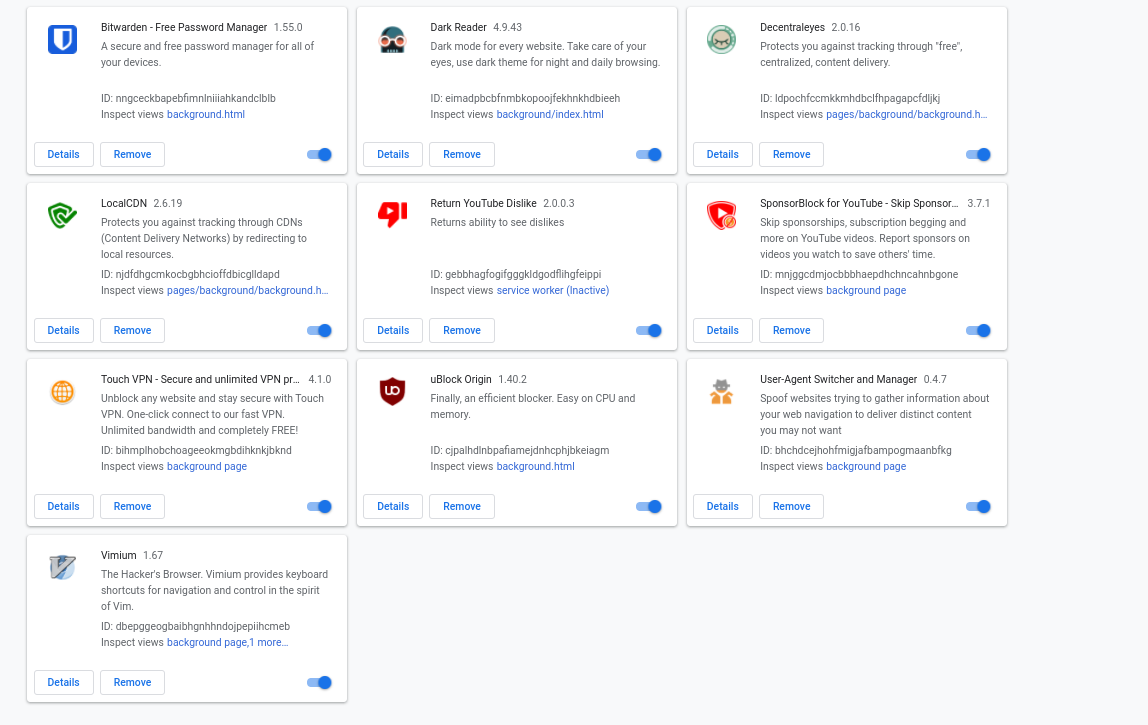 Bitwarden - Free Password Manager 1.55.0
A secure and free password manager for all of
your devices.
ID: nngceckbapebfimnlniiiahkandclblb
Inspect views background.html
Details Remove
Dark Reader 4.9.43
Dark mode for every website. Take care of your
eyes, use dark theme for night and daily browsing.
ID: eimadpbcbfnmbkopoojfekhnkhdbieeh
Inspect views background/index.html
Details Remove
Decentraleyes 2.0.16
Protects you against tracking through "free",
centralized, content delivery.
ID: ldpochfccmkkmhdbclfhpagapcfdljkj
Inspect views pages/background/background.h...
Details Remove
LocalCDN 2.6.19
Protects you against tracking through CDNs
(Content Delivery Networks) by redirecting to
local resources.
ID: njdfdhgcmkocbgbhcioffdbicglldapd
Inspect views pages/background/background.h...
Details Remove
Return YouTube Dislike 2.0.0.3
Returns ability to see dislikes
ID: gebbhagfogifgggkldgodflihgfeippi
Inspect views service worker (Inactive)
Details Remove
SponsorBlock for YouTube - Skip Sponsor... 3.7.1
Skip sponsorships, subscription begging and
more on YouTube videos. Report sponsors on
videos you watch to save others' time.
ID: mnjggcdmjocbbbhaepdhchncahnbgone
Inspect views background page
Details Remove
Touch VPN - Secure and unlimited VPN pr... 4.1.0
Unblock any website and stay secure with Touch
VPN. One-click connect to our fast VPN.
Unlimited bandwidth and completely FREE!
ID: bihmplhobchoageeokmgbdihknkjbknd
Inspect views background page
Details Remove
uBlock Origin 1.40.2
Finally, an efficient blocker. Easy on CPU and
memory.
ID: cjpalhdlnbpafiamejdnhcphjbkeiagm
Inspect views background.html
Details Remove
User-Agent Switcher and Manager 0.4.7
Spoof websites trying to gather information about
your web navigation to deliver distinct content
you may not want
ID: bhchdcejhohfmigjafbampogmaanbfkg
Inspect views background page
Details Remove
Vimium 1.67
The Hacker's Browser. Vimium provides keyboard
shortcuts for navigation and control in the spirit
of Vim.
ID: dbepggeogbaibhgnhhndojpepiihcmeb
Inspect views background page,1 more...
Details Remove